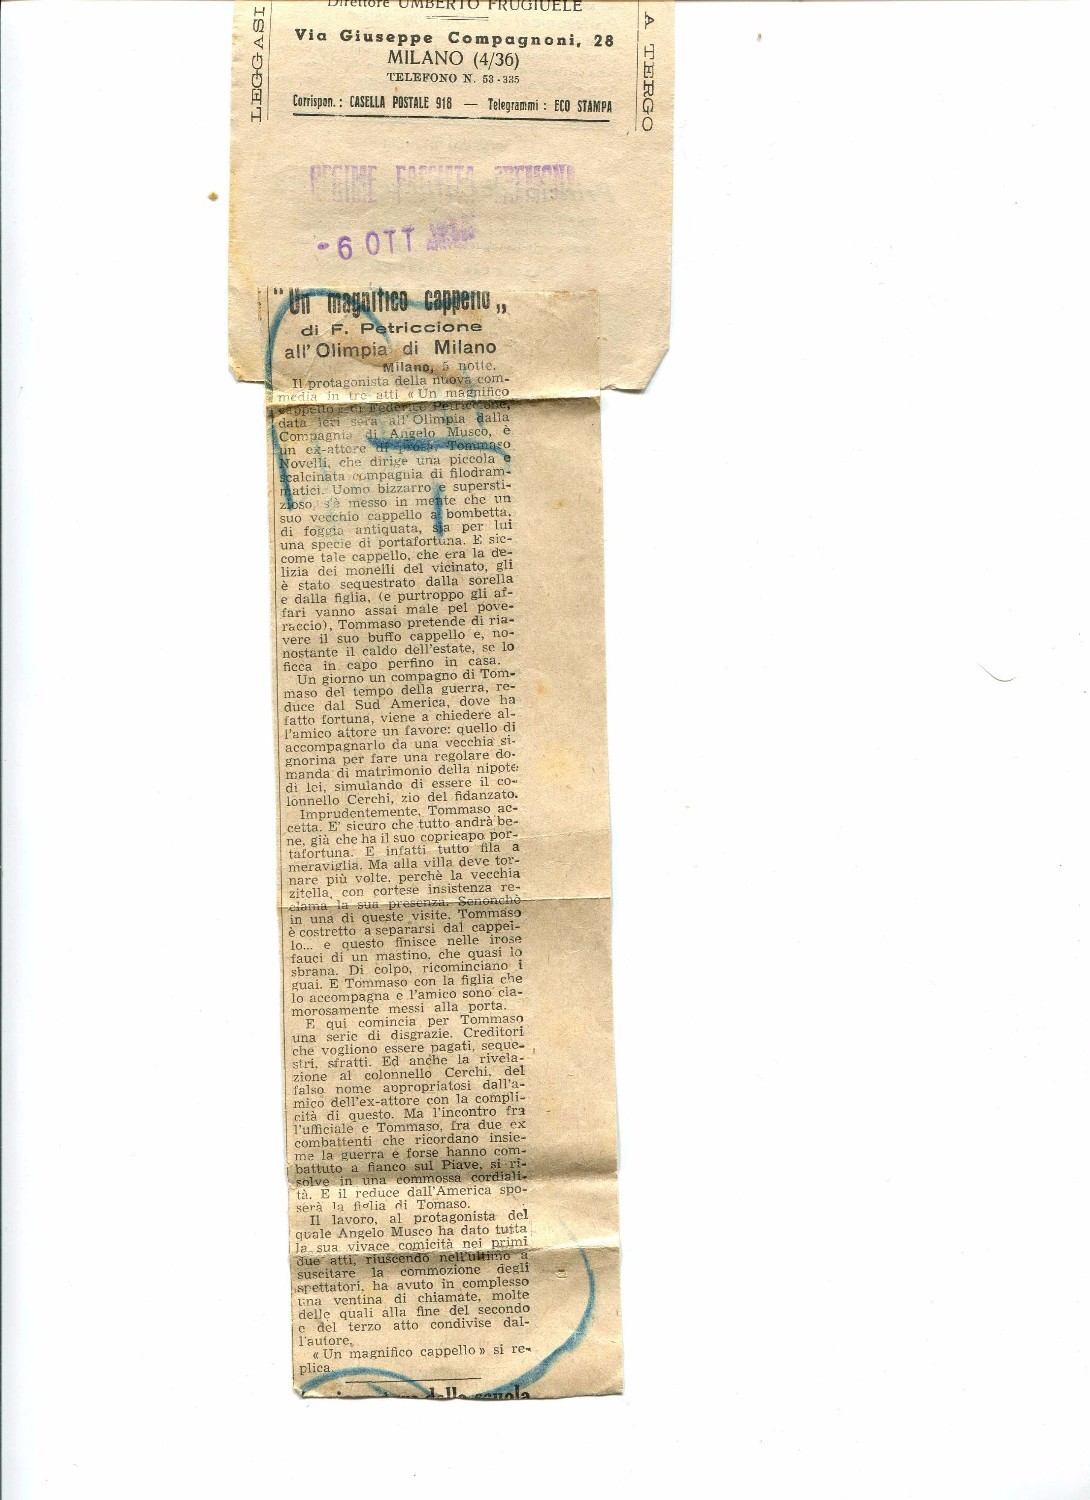 Direttore UMBERTO FRUGIUELE
Via Giuseppe Compagnoni, 28
MILANO (4/36)
TELEFONO N. 53-335
Corrispon.: CASELLA POSTALE 918 — Telegrammi: ECO STAMPA
LEGGASI
A TERGO
REGIME FASCISTA CREMONA
-6 OTT
"Un magnifico cappello„
di F. Petriccione
all'Olimpia di Milano
Milano, 5 notte.
Il protagonista della nuova com-
media in tre atti «Un magnifico
cappello» di Federico Petriccione,
data ieri sera all'Olimpia dalla
Compagnia di Angelo Musco, è
un ex-attore di prosa, Tommaso
Novelli, che dirige una piccola e
scalcinata compagnia di filodram-
matici. Uomo bizzarro e supersti-
zioso, s'è messo in mente che un
suo vecchio cappello a bombetta,
di foggia antiquata, sia per lui
una specie di portafortuna. E sic-
come tale cappello, che era la de-
lizia dei monelli del vicinato, gli
è stato sequestrato dalla sorella
e dalla figlia, (e purtroppo gli af-
fari vanno assai male pel pove-
raccio), Tommaso pretende di ria-
vere il suo buffo cappello e, no-
nostante il caldo dell'estate, se lo
ficca in capo perfino in casa.
Un giorno un compagno di Tom-
maso del tempo della guerra, re-
duce dal Sud America, dove ha
fatto fortuna, viene a chiedere al-
l'amico attore un favore: quello di
accompagnarlo da una vecchia si-
gnorina per fare una regolare do-
manda di matrimonio della nipote
di lei, simulando di essere il co-
lonnello Cerchi, zio del fidanzato.
Imprudentemente, Tommaso ac-
cetta. E' sicuro che tutto andrà be-
ne, già che ha il suo copricapo por-
tafortuna. E infatti tutto fila a
meraviglia. Ma alla villa deve tor-
nare più volte, perchè la vecchia
zitella, con cortese insistenza re-
clama la sua presenza. Senonchè
in una di queste visite, Tommaso
è costretto a separarsi dal cappel-
lo... e questo finisce nelle irose
fauci di un mastino, che quasi lo
sbrana. Di colpo, ricominciano i
guai. E Tommaso con la figlia che
lo accompagna e l'amico sono cla-
morosamente messi alla porta.
E qui comincia per Tommaso
una serie di disgrazie. Creditori
che vogliono essere pagati, seque-
stri, sfratti. Ed anche la rivela-
zione al colonnello Cerchi, del
falso nome appropriatosi dall'a-
mico dell'ex-attore con la compli-
cità di questo. Ma l'incontro fra
l'ufficiale e Tommaso, fra due ex
combattenti che ricordano insie-
me la guerra e forse hanno com-
battuto a fianco sul Piave, si ri-
solve in una commossa cordiali-
tà. E il reduce dall'America spo-
serà la figlia di Tomaso.
Il lavoro, al protagonista del
quale Angelo Musco ha dato tutta
la sua vivace comicità nei primi
due atti, riuscendo nell'ultimo a
suscitare la commozione degli
spettatori, ha avuto in complesso
una ventina di chiamate, molte
delle quali alla fine del secondo
e del terzo atto condivise dal-
l'autore.
«Un magnifico cappello» si re-
plica.
della scuola